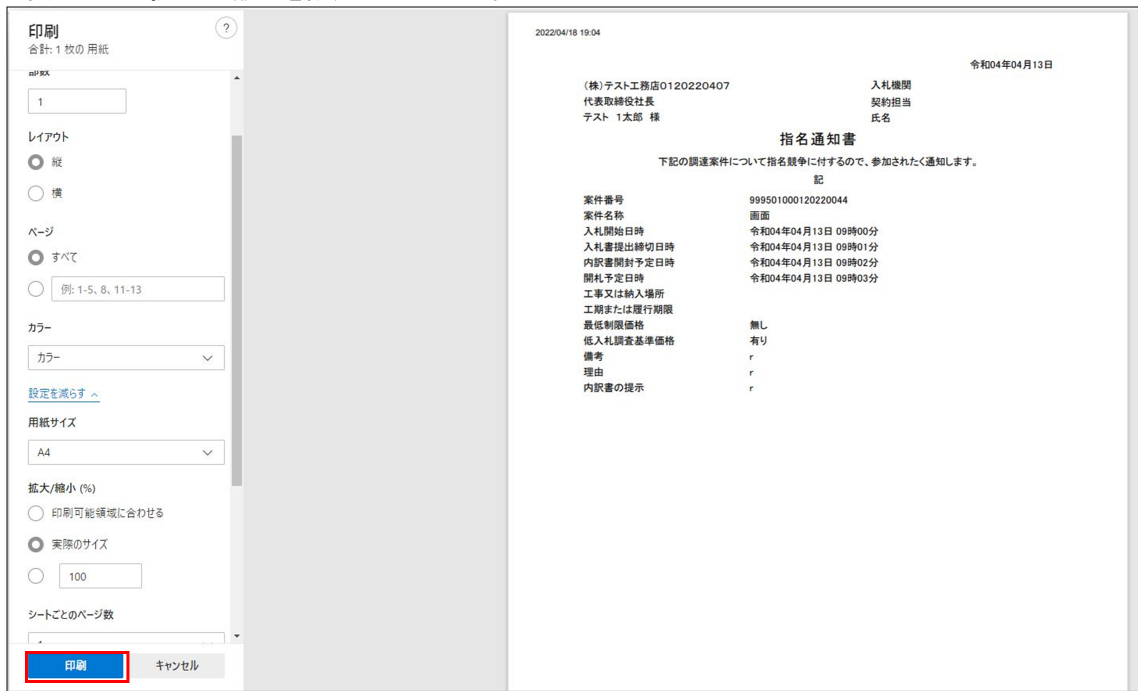 印刷
?
合計: 1 枚の 用紙
部数
1
レイアウト
縦
横
ページ
すべて
例: 1-5、8、11-13
カラー
カラー
設定を減らす
用紙サイズ
A4
拡大/縮小 (%)
印刷可能領域に合わせる
実際のサイズ
100
シートごとのページ数
印刷
キャンセル
2022/04/18 19:04
令和04年04月13日
(株)テスト工務店0120220407 入札機関
代表取締役社長 契約担当
テスト 1太郎 様 氏名
指名通知書
下記の調達案件について指名競争に付するので、参加されたく通知します。
記
案件番号 999501000120220044
案件名称 画面
入札開始日時 令和04年04月13日 09時00分
入札書提出締切日時 令和04年04月13日 09時01分
内訳書開封予定日時 令和04年04月13日 09時02分
開札予定日時 令和04年04月13日 09時03分
工事又は納入場所
工期または履行期限
最低制限価格 無し
低入札調査基準価格 有り
備考 r
理由 r
内訳書の提示 r